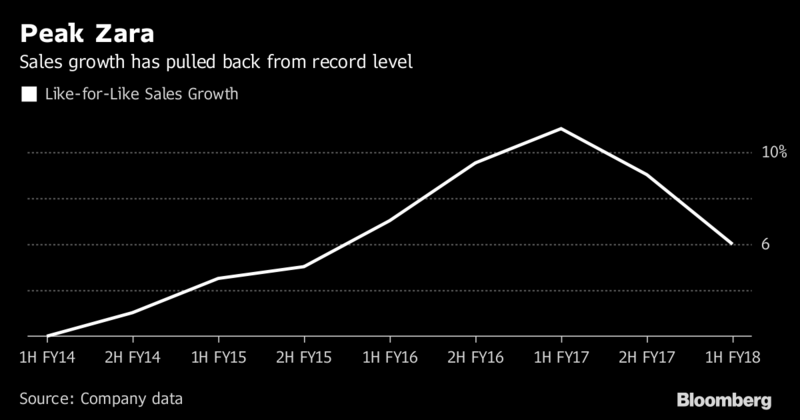 Peak Zara
Sales growth has pulled back from record level
Like-for-Like Sales Growth
10%
6
1H FY14 2H FY14 1H FY15 2H FY15 1H FY16 2H FY16 1H FY17 2H FY17 1H FY18
Source: Company data
Bloomberg